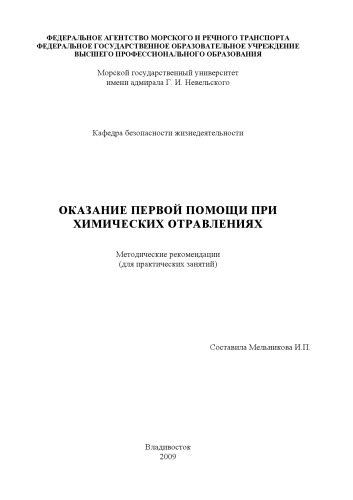 ФЕДЕРАЛЬНОЕ АГЕНТСТВО МОРСКОГО И РЕЧНОГО ТРАНСПОРТА
ФЕДЕРАЛЬНОЕ ГОСУДАРСТВЕННОЕ ОБРАЗОВАТЕЛЬНОЕ УЧРЕЖДЕНИЕ
ВЫСШЕГО ПРОФЕССИОНАЛЬНОГО ОБРАЗОВАНИЯ
Морской государственный университет
имени адмирала Г. И. Невельского
Кафедра безопасности жизнедеятельности
ОКАЗАНИЕ ПЕРВОЙ ПОМОЩИ ПРИ
ХИМИЧЕСКИХ ОТРАВЛЕНИЯХ
Методические рекомендации
(для практических занятий)
Составила Мельникова И.П.
Владивосток
2009